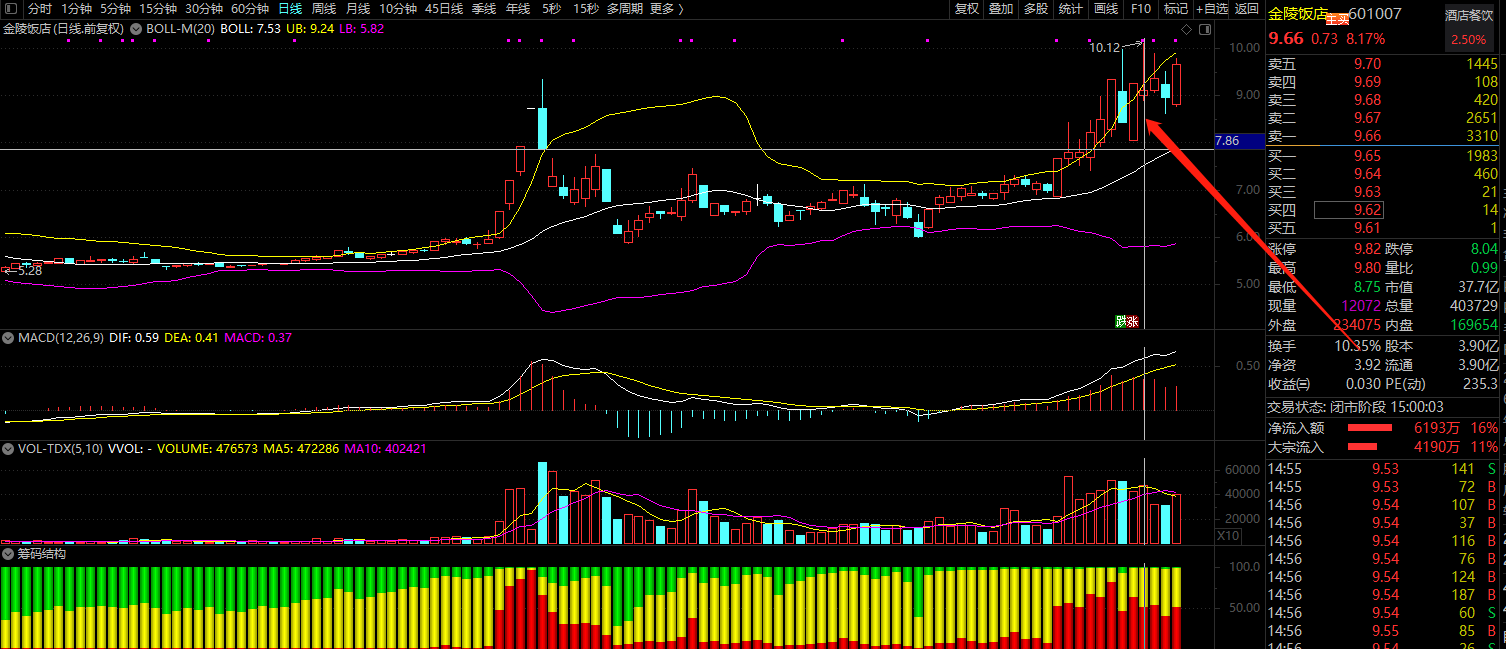 分时 1分钟 5分钟 15分钟 30分钟 60分钟 日线 周线 月线 10分钟 45日线 季线 年线 5秒 15秒 多周期 更多 〉 复权 叠加 多股 统计 画线 F10 标记 +自选 返回
金陵饭店(日线.前复权) BOLL-M(20) BOLL: 7.53 UB: 9.24 LB: 5.82
10.12
10.00
9.00
7.86
7.00
6.00
5.00
5.28
跌 涨
MACD(12,26,9) DIF: 0.59 DEA: 0.41 MACD: 0.37
0.50
VOL-TDX(5,10) VVOL: - VOLUME: 476573 MA5: 472286 MA10: 402421
60000
40000
20000
X10
筹码结构
100.0
50.00
金陵饭店 主买 601007
酒店餐饮
9.66 0.73 8.17%
2.50%
卖五 9.70 1445
卖四 9.69 108
卖三 9.68 420
卖二 9.67 2651
卖一 9.66 3310
买一 9.65 1983
买二 9.64 460
买三 9.63 21
买四 9.62 14
买五 9.61 1
涨停 9.82 跌停 8.04
最高 9.80 量比 0.99
最低 8.75 市值 37.7亿
现量 12072 总量 403729
外盘 234075 内盘 169654
换手 10.35% 股本 3.90亿
净资 3.92 流通 3.90亿
收益㈢ 0.030 PE(动) 235.3
交易状态: 闭市阶段 15:00:03
净流入额 6193万 16%
大宗流入 4190万 11%
14:55 9.53 141 S
14:55 9.53 72 B
14:56 9.54 107 B
14:56 9.54 37 B
14:56 9.54 116 B
14:56 9.54 76 B
14:56 9.54 124 B
14:56 9.54 187 B
14:56 9.54 60 S
14:56 9.55 85 B
14:56 9.54 26 S